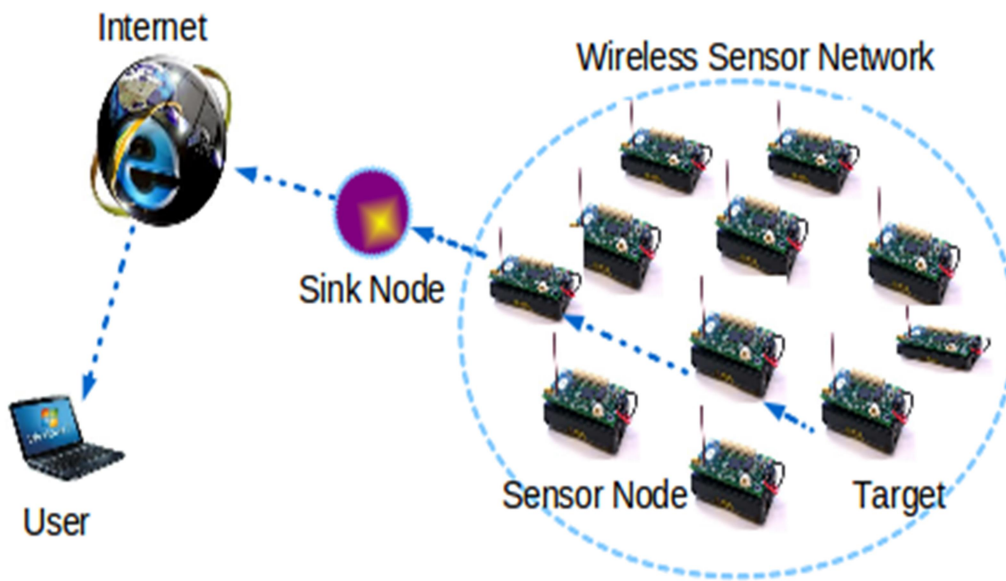 Internet
Wireless Sensor Network
Sink Node
Sensor Node
Target
User